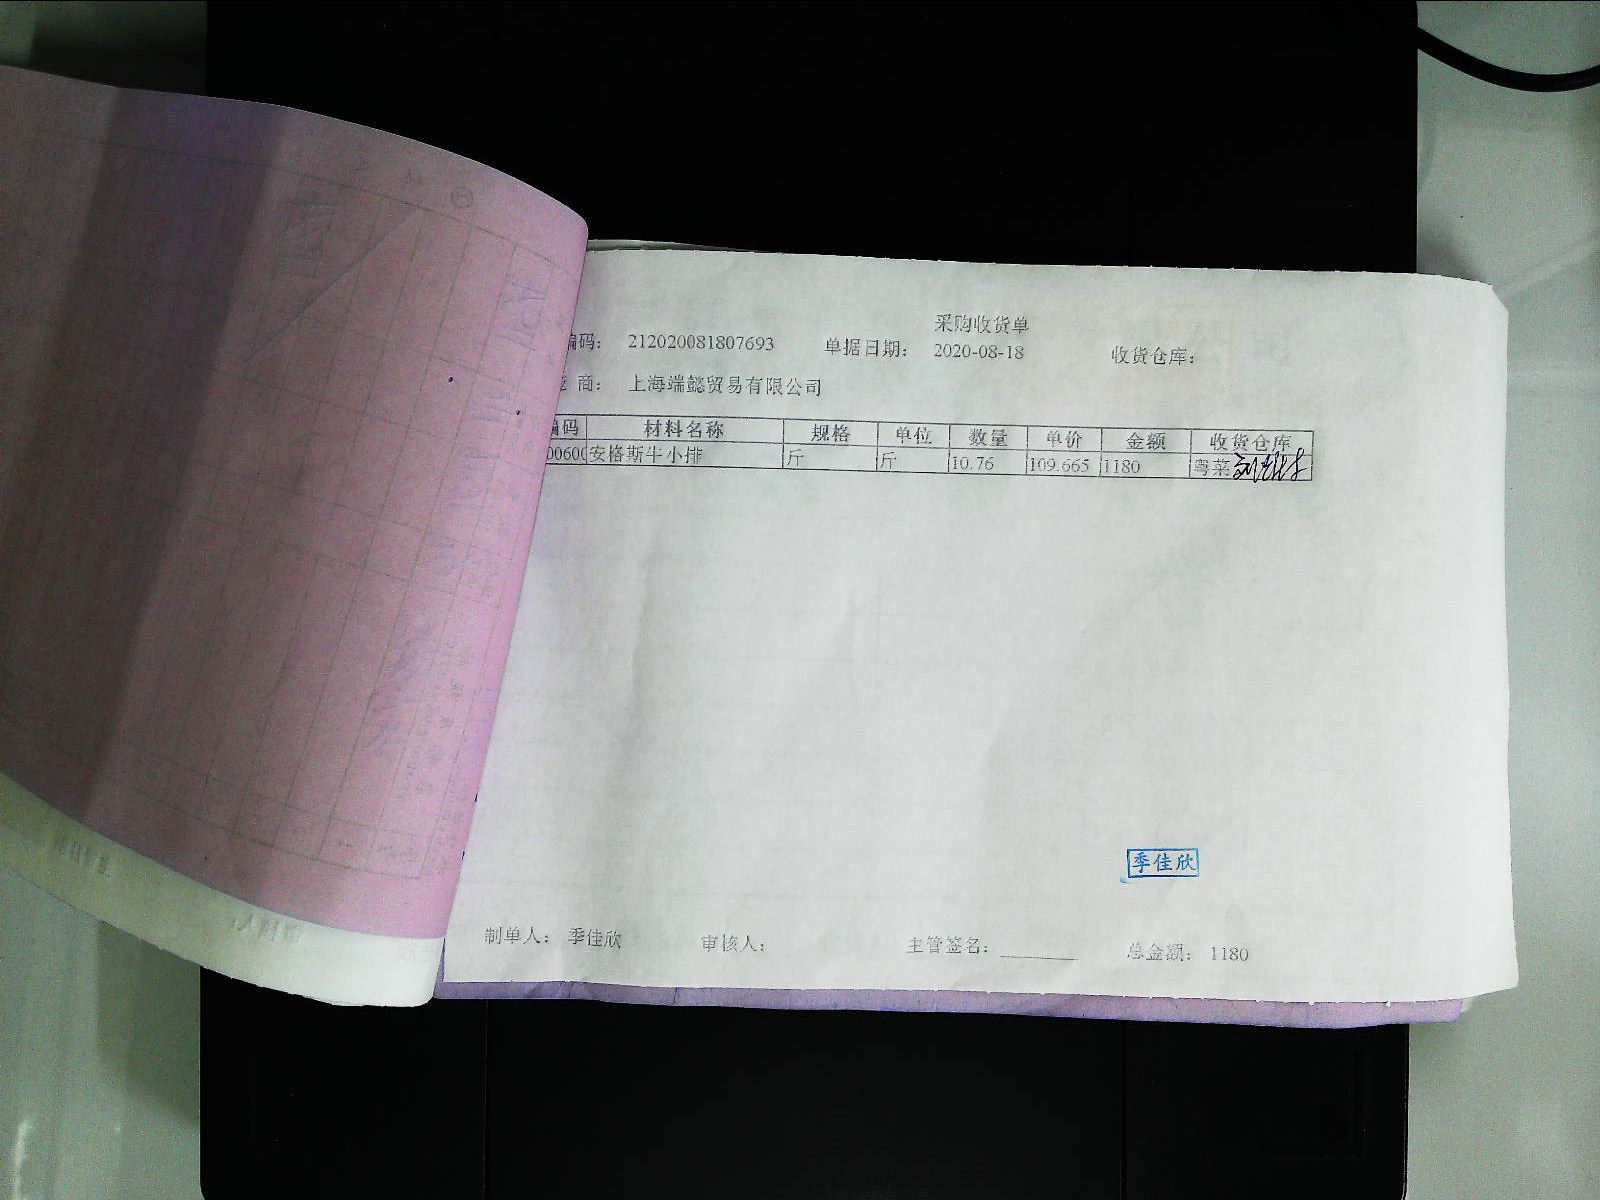 采购收货单
编码： 212020081807693 单据日期： 2020-08-18 收货仓库：
商： 上海端懿贸易有限公司
编码 材料名称 规格 单位 数量 单价 金额 收货仓库
00600 安格斯牛小排 斤 斤 10.76 109.665 1180 粤菜
季佳欣
制单人： 季佳欣 审核人： 主管签名： 总金额： 1180